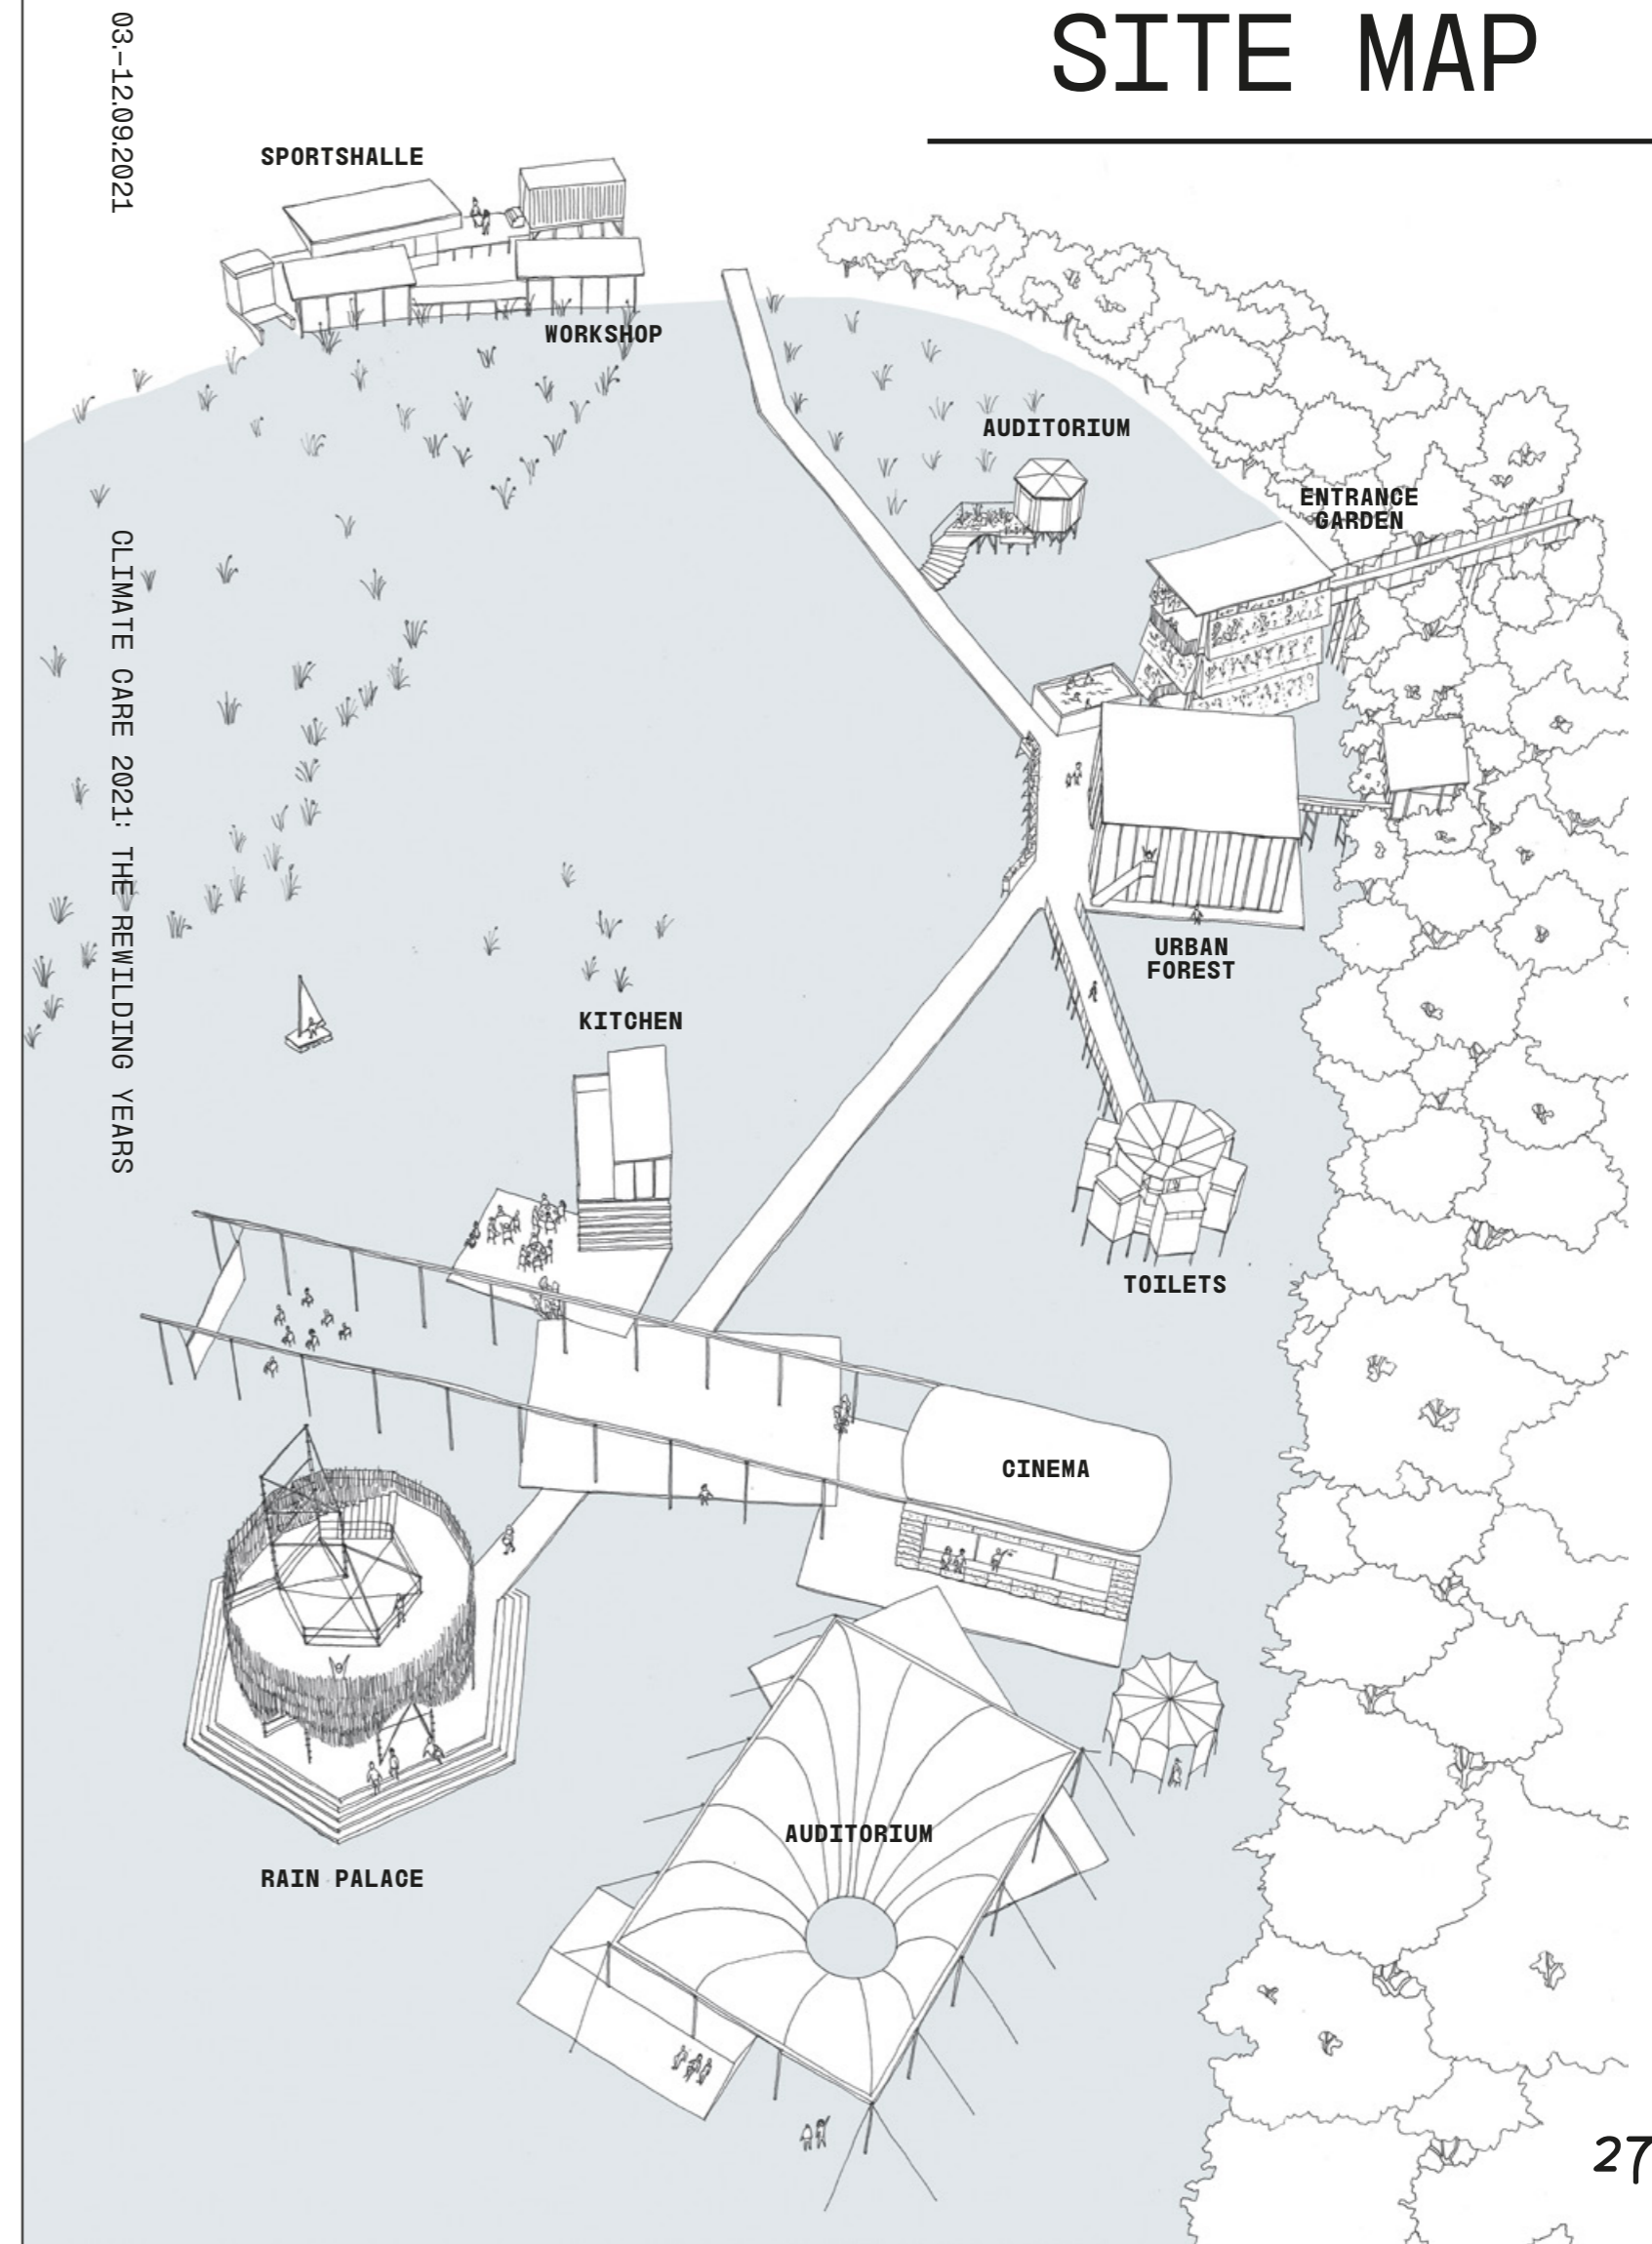 SITE MAP
03.–12.09.2021
CLIMATE CARE 2021: THE REWILDING YEARS
SPORTSHALLE
WORKSHOP
AUDITORIUM
ENTRANCE
GARDEN
URBAN
FOREST
KITCHEN
TOILETS
CINEMA
AUDITORIUM
RAIN PALACE
27